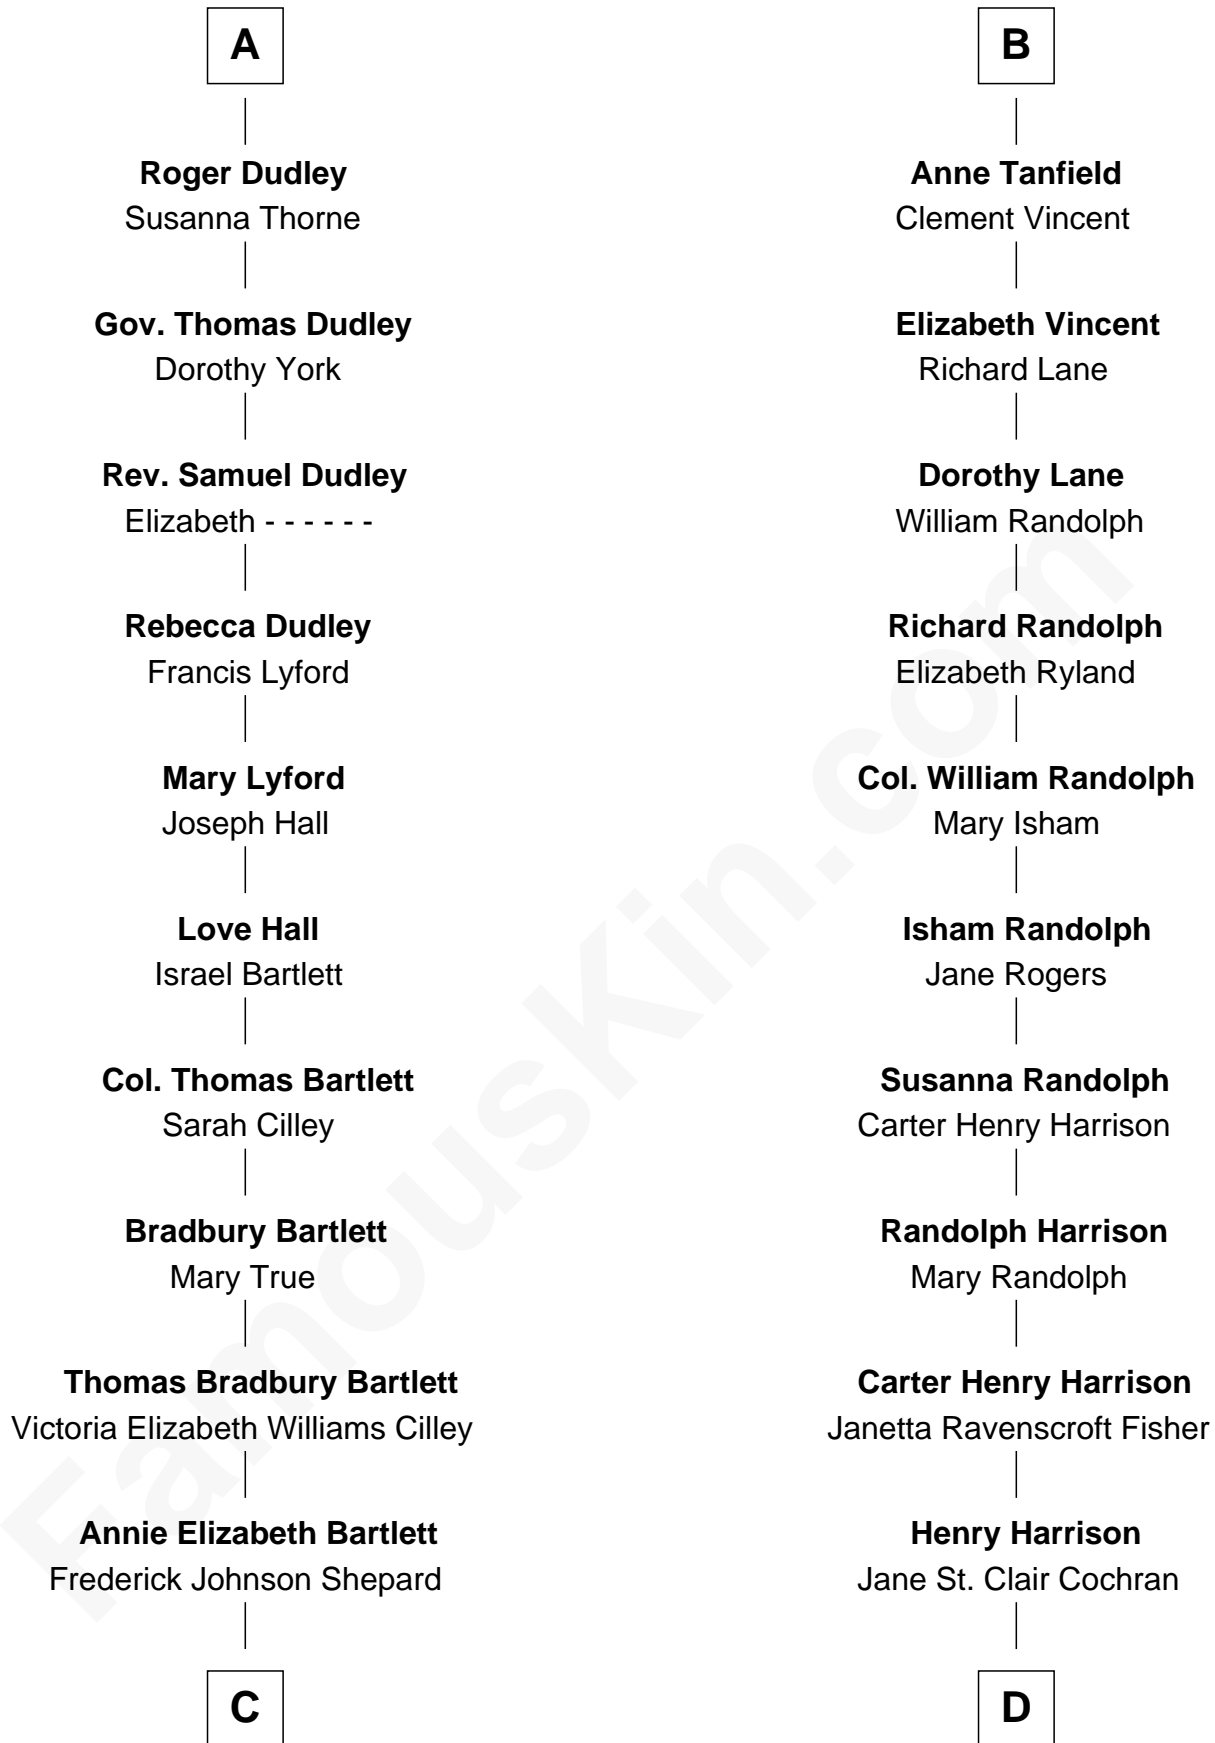 A
Roger Dudley
Susanna Thorne
Gov. Thomas Dudley
Dorothy York
Rev. Samuel Dudley
Elizabeth - - - - - -
Rebecca Dudley
Francis Lyford
Mary Lyford
Joseph Hall
Love Hall
Israel Bartlett
Col. Thomas Bartlett
Sarah Cilley
Bradbury Bartlett
Mary True
Thomas Bradbury Bartlett
Victoria Elizabeth Williams Cilley
Annie Elizabeth Bartlett
Frederick Johnson Shepard
C
B
Anne Tanfield
Clement Vincent
Elizabeth Vincent
Richard Lane
Dorothy Lane
William Randolph
Richard Randolph
Elizabeth Ryland
Col. William Randolph
Mary Isham
Isham Randolph
Jane Rogers
Susanna Randolph
Carter Henry Harrison
Randolph Harrison
Mary Randolph
Carter Henry Harrison
Janetta Ravenscroft Fisher
Henry Harrison
Jane St. Clair Cochran
D
FamousKin.com